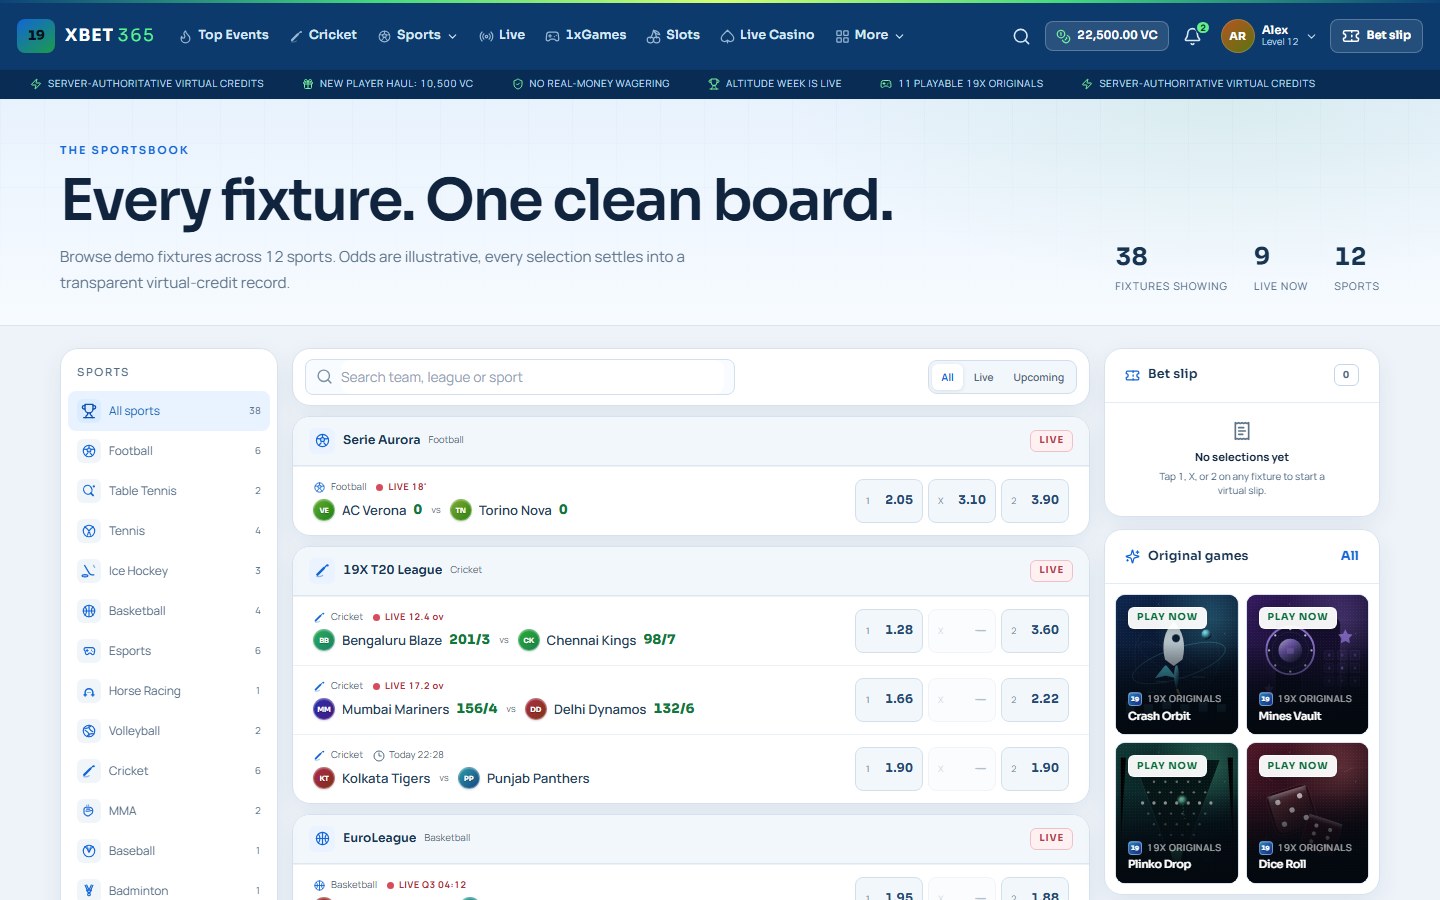 19 XBET 365 Top Events Cricket Sports Live 1xGames Slots Live Casino More 22,500.00 VC 2 AR Alex Level 12 Bet slip
SERVER-AUTHORITATIVE VIRTUAL CREDITS NEW PLAYER HAUL: 10,500 VC NO REAL-MONEY WAGERING ALTITUDE WEEK IS LIVE 11 PLAYABLE 19X ORIGINALS SERVER-AUTHORITATIVE VIRTUAL CREDITS
THE SPORTSBOOK
Every fixture. One clean board.
Browse demo fixtures across 12 sports. Odds are illustrative, every selection settles into a
transparent virtual-credit record.
38 9 12
FIXTURES SHOWING LIVE NOW SPORTS
SPORTS
All sports 38
Football 6
Table Tennis 2
Tennis 4
Ice Hockey 3
Basketball 4
Esports 6
Horse Racing 1
Volleyball 2
Cricket 6
MMA 2
Baseball 1
Badminton 1
Search team, league or sport All Live Upcoming
Serie Aurora Football LIVE
Football LIVE 18'
VE AC Verona 0 vs TN Torino Nova 0 1 2.05 X 3.10 2 3.90
19X T20 League Cricket LIVE
Cricket LIVE 12.4 ov
BB Bengaluru Blaze 201/3 vs CK Chennai Kings 98/7 1 1.28 X — 2 3.60
Cricket LIVE 17.2 ov
MM Mumbai Mariners 156/4 vs DD Delhi Dynamos 132/6 1 1.66 X — 2 2.22
Cricket Today 22:28
KT Kolkata Tigers vs PP Punjab Panthers 1 1.90 X — 2 1.90
EuroLeague Basketball LIVE
Basketball LIVE Q3 04:12
1 1.95 X — 2 1.88
Bet slip 0
No selections yet
Tap 1, X, or 2 on any fixture to start a
virtual slip.
Original games All
PLAY NOW PLAY NOW
19 19X ORIGINALS 19 19X ORIGINALS
Crash Orbit Mines Vault
PLAY NOW PLAY NOW
19 19X ORIGINALS 19 19X ORIGINALS
Plinko Drop Dice Roll